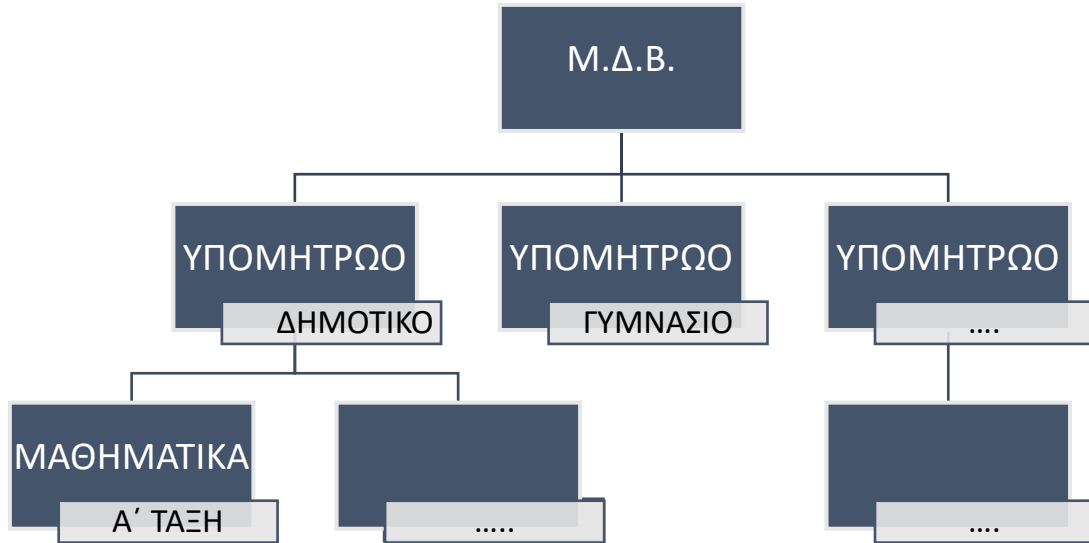 Μ.Δ.Β.
ΥΠΟΜΗΤΡΩΟ
ΔΗΜΟΤΙΚΟ
ΥΠΟΜΗΤΡΩΟ
ΓΥΜΝΑΣΙΟ
ΥΠΟΜΗΤΡΩΟ
....
ΜΑΘΗΜΑΤΙΚΑ
Α΄ ΤΑΞΗ
.....
....